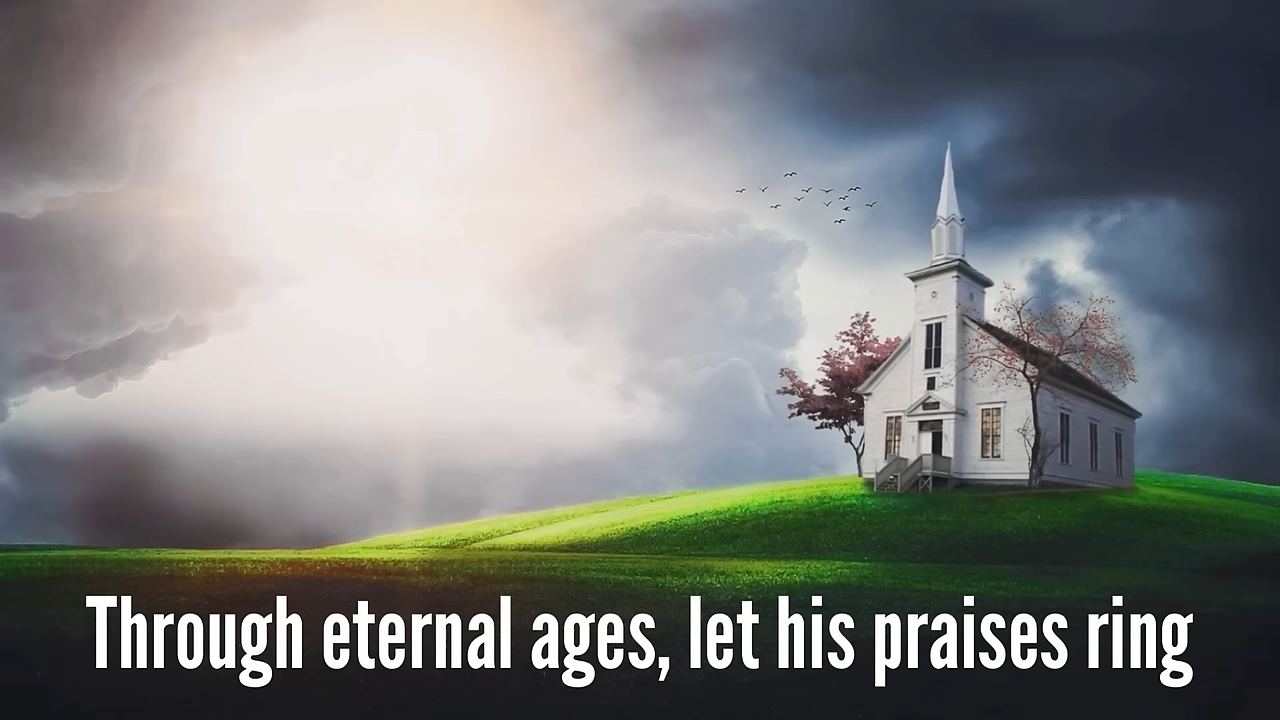 Through eternal ages, let his praises ring